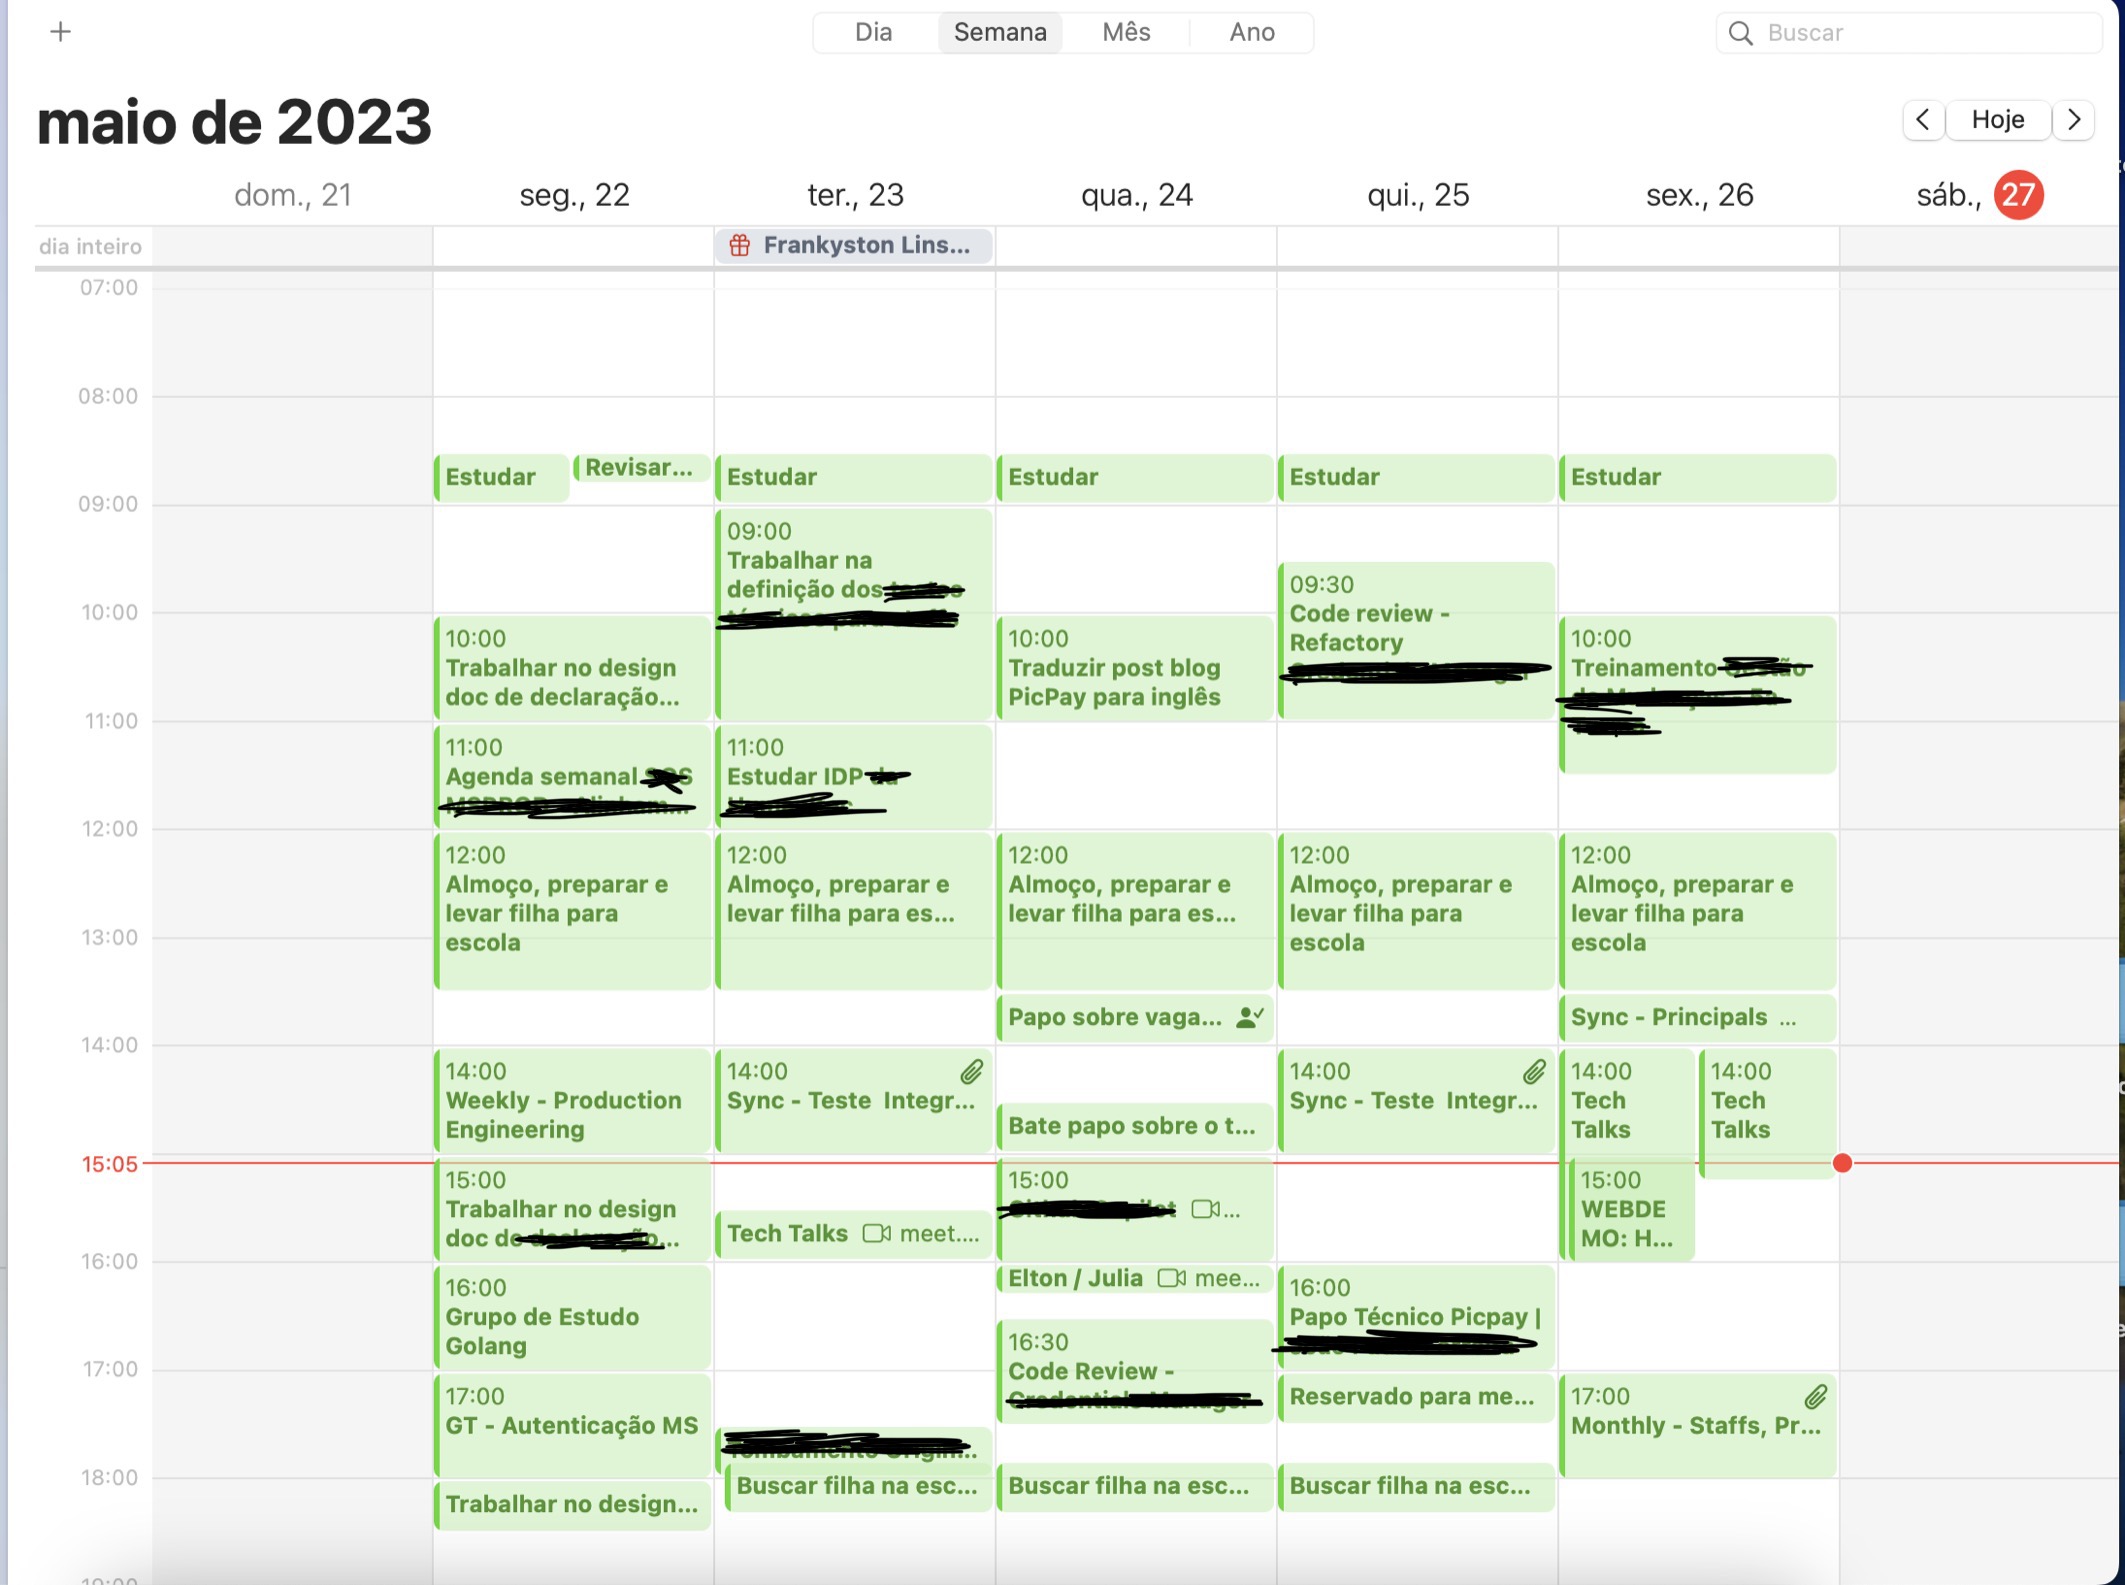 +
Dia
Semana
Mês
Ano
Buscar
maio de 2023
Hoje
dom., 21
seg., 22
ter., 23
qua., 24
qui., 25
sex., 26
sáb., 27
dia inteiro
Frankyston Lins...
07:00
08:00
09:00
10:00
11:00
12:00
13:00
14:00
15:05
16:00
17:00
18:00
19:00
Estudar
Revisar...
10:00
Trabalhar no design
doc de declaração...
11:00
Agenda semanal
12:00
Almoço, preparar e
levar filha para
escola
14:00
Weekly - Production
Engineering
15:00
Trabalhar no design
doc de
16:00
Grupo de Estudo
Golang
17:00
GT - Autenticação MS
Trabalhar no design...
Estudar
09:00
Trabalhar na
definição dos
11:00
Estudar IDP
12:00
Almoço, preparar e
levar filha para es...
14:00
Sync - Teste Integr...
Tech Talks meet....
Buscar filha na esc...
Estudar
10:00
Traduzir post blog
PicPay para inglês
12:00
Almoço, preparar e
levar filha para es...
Papo sobre vaga...
Bate papo sobre o t...
15:00
...
Elton / Julia mee...
16:30
Code Review -
Buscar filha na esc...
Estudar
09:30
Code review -
Refactory
12:00
Almoço, preparar e
levar filha para
escola
14:00
Sync - Teste Integr...
16:00
Papo Técnico Picpay |
Reservado para me...
Buscar filha na esc...
Estudar
10:00
Treinamento
12:00
Almoço, preparar e
levar filha para
escola
Sync - Principals ...
14:00
Tech
Talks
14:00
Tech
Talks
15:00
WEBDE
MO: H...
17:00
Monthly - Staffs, Pr...